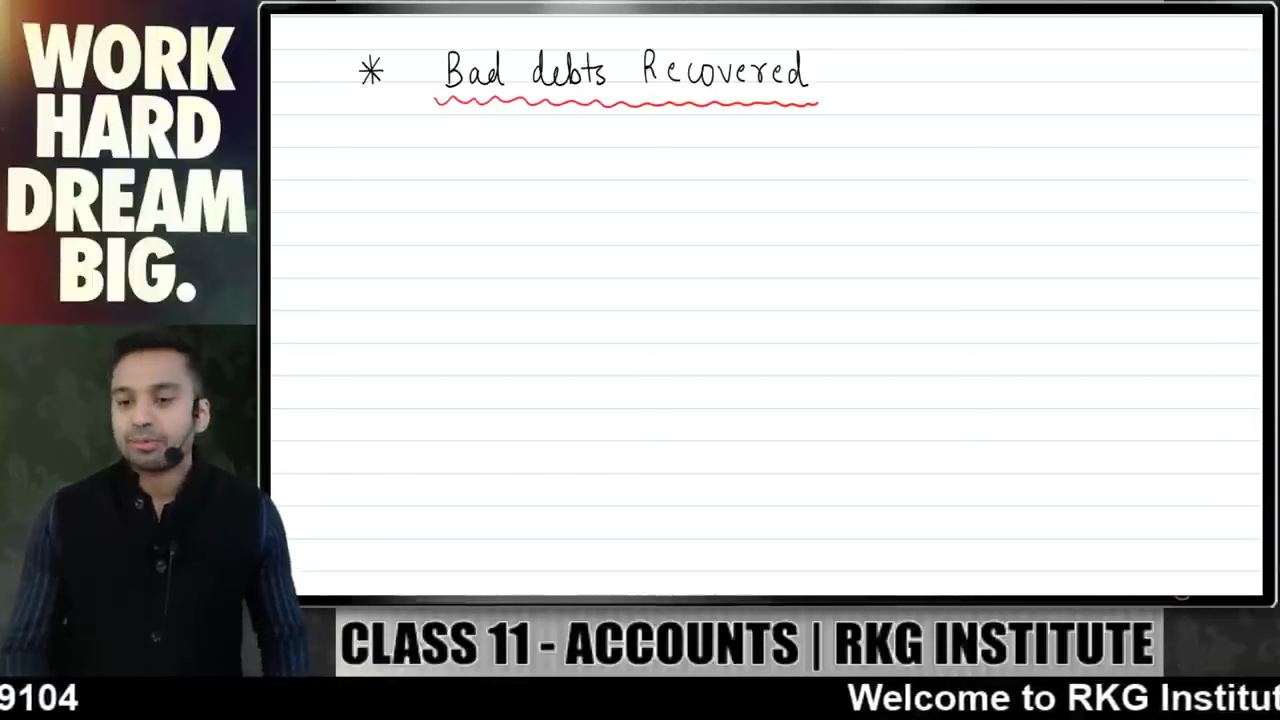 WORK
HARD
DREAM
BIG.
* Bad debts Recovered
CLASS 11 - ACCOUNTS | RKG INSTITUTE
9104
Welcome to RKG Institut